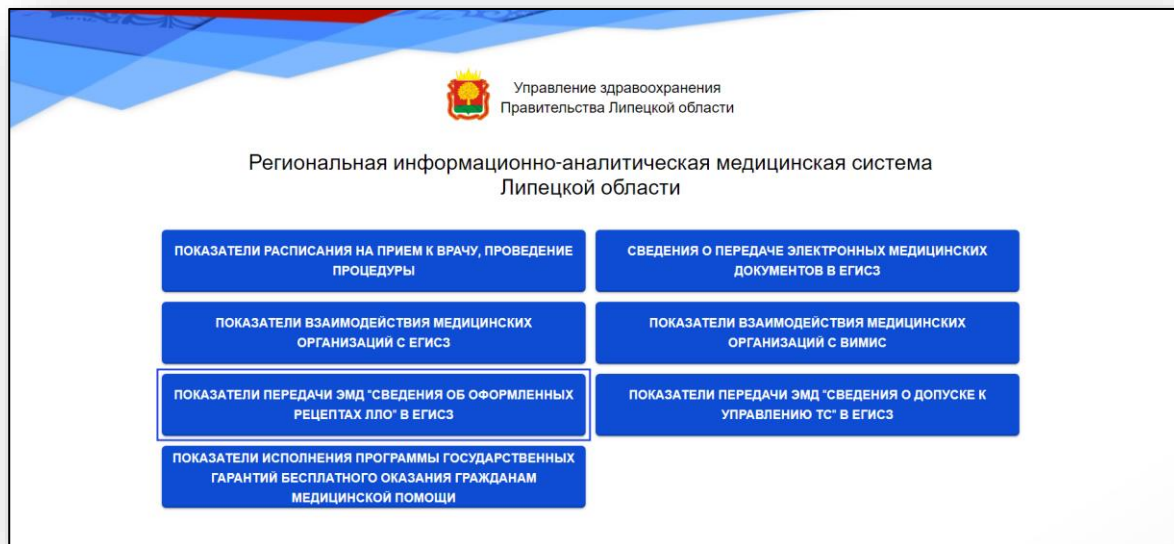 Управление здравоохранения
Правительства Липецкой области
Региональная информационно-аналитическая медицинская система
Липецкой области
ПОКАЗАТЕЛИ РАСПИСАНИЯ НА ПРИЕМ К ВРАЧУ, ПРОВЕДЕНИЕ
ПРОЦЕДУРЫ
СВЕДЕНИЯ О ПЕРЕДАЧЕ ЭЛЕКТРОННЫХ МЕДИЦИНСКИХ
ДОКУМЕНТОВ В ЕГИСЗ
ПОКАЗАТЕЛИ ВЗАИМОДЕЙСТВИЯ МЕДИЦИНСКИХ
ОРГАНИЗАЦИЙ С ЕГИСЗ
ПОКАЗАТЕЛИ ВЗАИМОДЕЙСТВИЯ МЕДИЦИНСКИХ
ОРГАНИЗАЦИЙ С ВИМИС
ПОКАЗАТЕЛИ ПЕРЕДАЧИ ЭМД "СВЕДЕНИЯ ОБ ОФОРМЛЕННЫХ
РЕЦЕПТАХ ЛЛО" В ЕГИСЗ
ПОКАЗАТЕЛИ ПЕРЕДАЧИ ЭМД "СВЕДЕНИЯ О ДОПУСКЕ К
УПРАВЛЕНИЮ ТС" В ЕГИСЗ
ПОКАЗАТЕЛИ ИСПОЛНЕНИЯ ПРОГРАММЫ ГОСУДАРСТВЕННЫХ
ГАРАНТИЙ БЕСПЛАТНОГО ОКАЗАНИЯ ГРАЖДАНАМ
МЕДИЦИНСКОЙ ПОМОЩИ